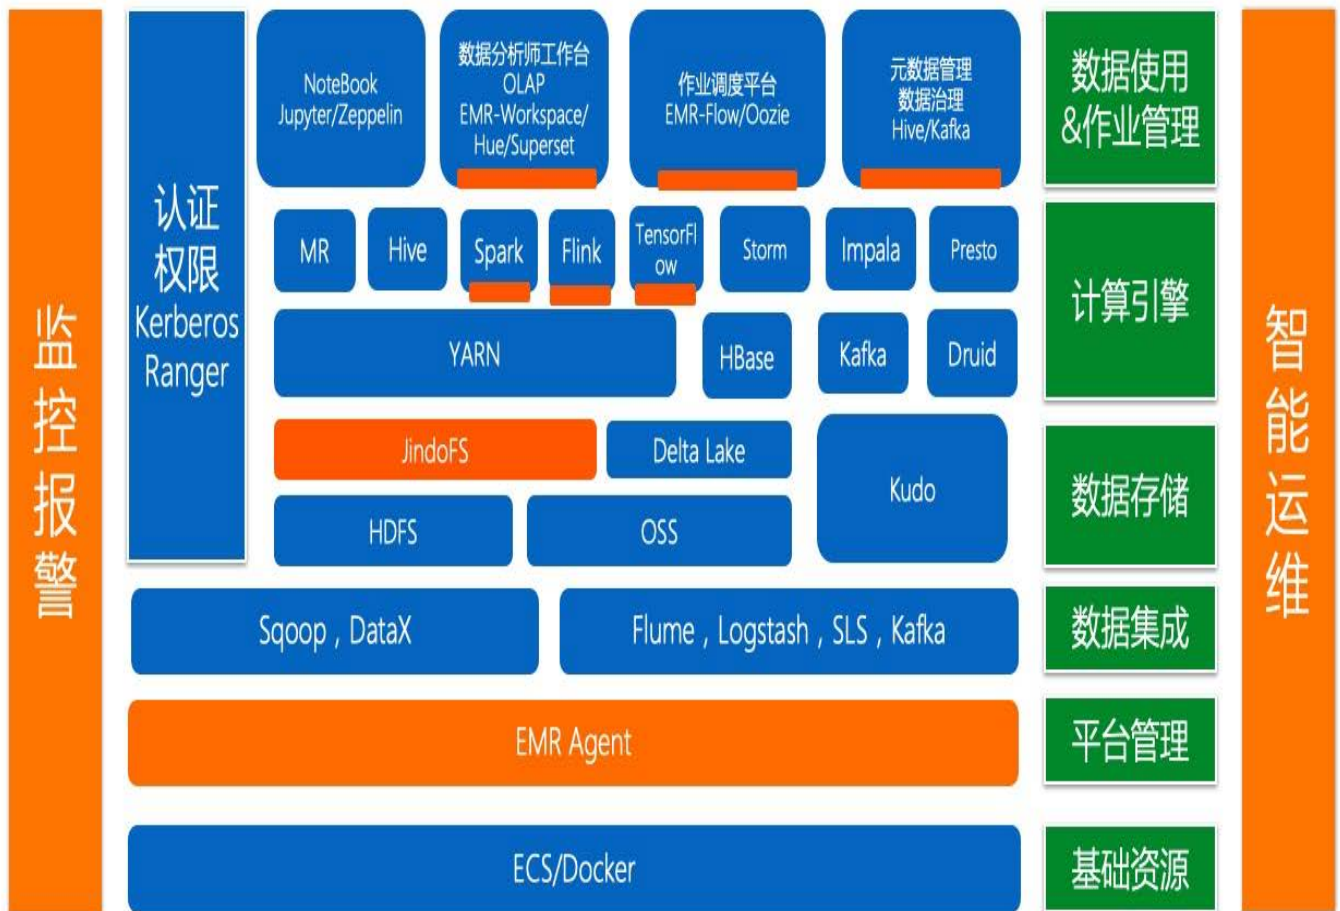 监
控
报
警
认证
权限
Kerberos
Ranger
NoteBook
Jupyter/Zeppelin
数据分析师工作台
OLAP
EMR-Workspace/
Hue/Superset
作业调度平台
EMR-Flow/Oozie
元数据管理
数据治理
Hive/Kafka
数据使用
&作业管理
MR
Hive
Spark
Flink
TensorFl
ow
Storm
Impala
Presto
YARN
HBase
Kafka
Druid
计算引擎
JindoFS
Delta Lake
Kudo
HDFS
OSS
数据存储
Sqoop，DataX
Flume，Logstash，SLS，Kafka
数据集成
EMR Agent
平台管理
ECS/Docker
基础资源
智
能
运
维